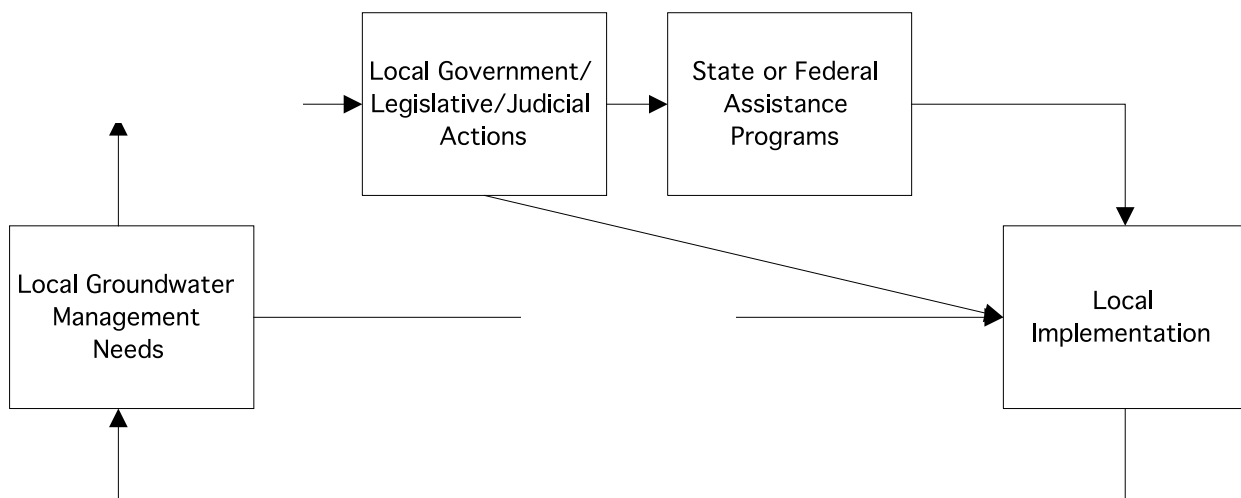 Local Government/
Legislative/Judicial
Actions
State or Federal
Assistance
Programs
Local Groundwater
Management
Needs
Local
Implementation